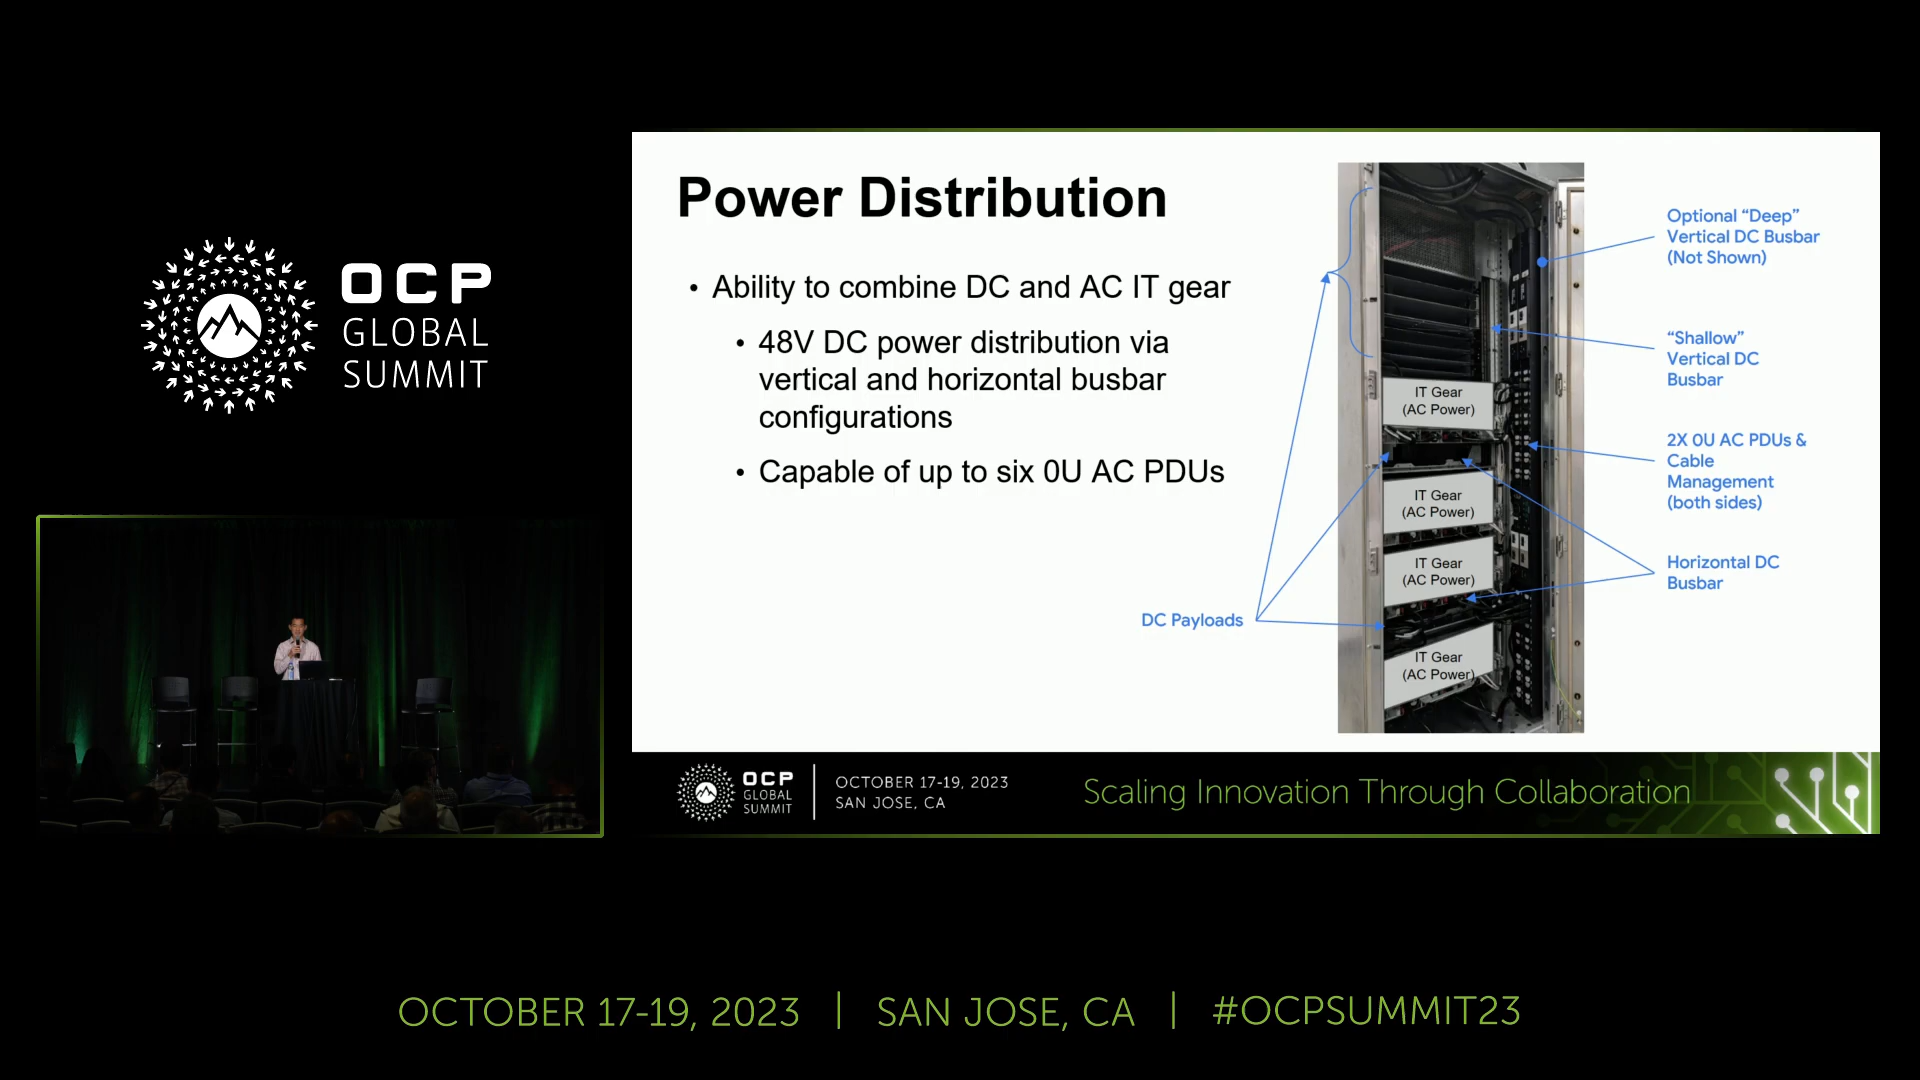 OCP
GLOBAL
SUMMIT
Power Distribution
• Ability to combine DC and AC IT gear
• 48V DC power distribution via
vertical and horizontal busbar
configurations
• Capable of up to six 0U AC PDUs
Optional “Deep”
Vertical DC Busbar
(Not Shown)
“Shallow”
Vertical DC
Busbar
2X 0U AC PDUs &
Cable
Management
(both sides)
Horizontal DC
Busbar
DC Payloads
IT Gear
(AC Power)
IT Gear
(AC Power)
IT Gear
(AC Power)
IT Gear
(AC Power)
OCP
GLOBAL
SUMMIT
OCTOBER 17-19, 2023
SAN JOSE, CA
Scaling Innovation Through Collaboration
OCTOBER 17-19, 2023 | SAN JOSE, CA | #OCPSUMMIT23